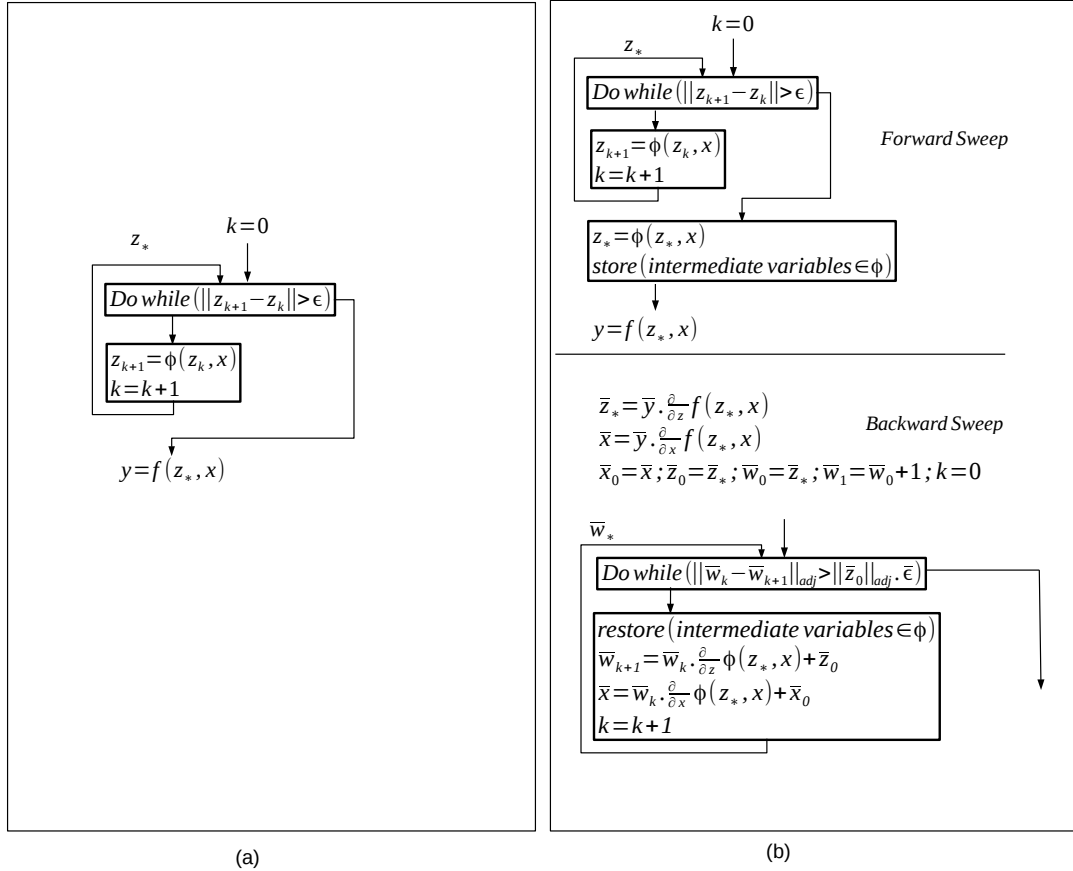 k=0
z_*
Do while(||z_{k+1}−z_k||>ϵ)
z_{k+1}=ϕ(z_k,x)
k=k+1
y=f(z_*,x)
(a)
k=0
z_*
Do while(||z_{k+1}−z_k||>ϵ)
z_{k+1}=ϕ(z_k,x)
k=k+1
Forward Sweep
z_*=ϕ(z_*,x)
store(intermediate variables∈ϕ)
y=f(z_*,x)
z̅_*=y̅.∂/∂z f(z_*,x)
x̅=y̅.∂/∂x f(z_*,x)
Backward Sweep
x̅_0=x̅;z̅_0=z̅_*;w̅_0=z̅_*;w̅_1=w̅_0+1;k=0
w̅_*
Do while(||w̅_k−w̅_{k+1}||_{adj}>||z̅_0||_{adj}.ϵ̅)
restore(intermediate variables∈ϕ)
w̅_{k+1}=w̅_k.∂/∂z ϕ(z_*,x)+z̅_0
x̅=w̅_k.∂/∂x ϕ(z_*,x)+x̅_0
k=k+1
(b)